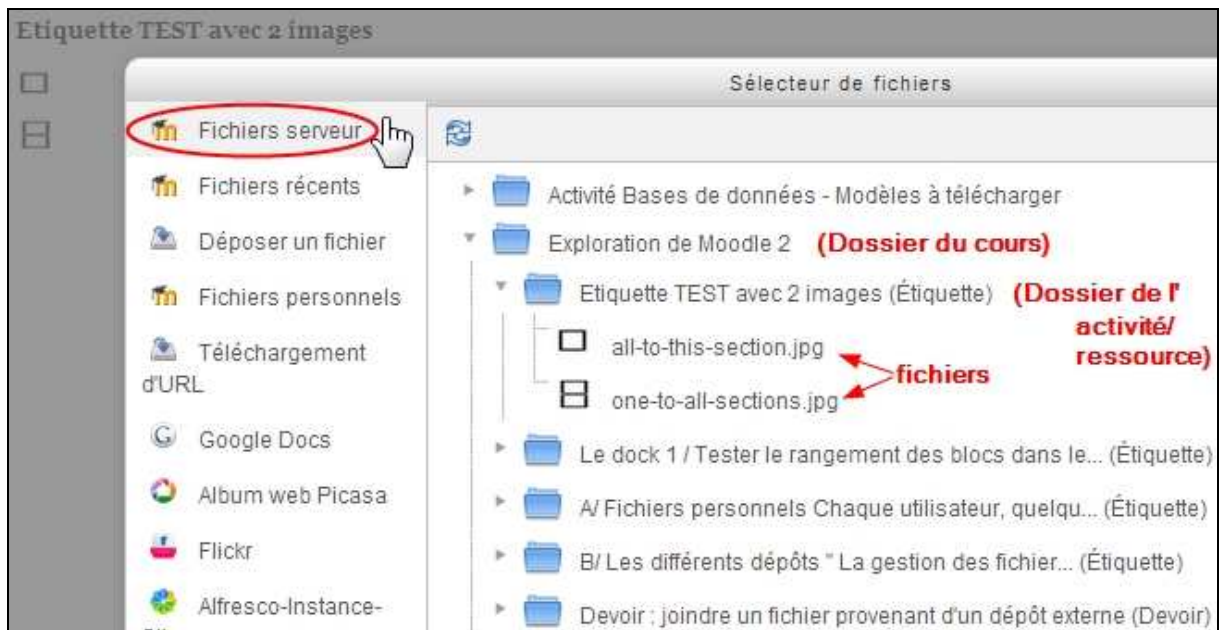 Etiquette TEST avec 2 images
Sélecteur de fichiers
Fichiers serveur
Fichiers récents
Déposer un fichier
Fichiers personnels
Téléchargement
d'URL
Google Docs
Album web Picasa
Flickr
Alfresco-Instance-
Activité Bases de données - Modèles à télécharger
Exploration de Moodle 2 (Dossier du cours)
Etiquette TEST avec 2 images (Étiquette) (Dossier de l'
activité/
ressource)
all-to-this-section.jpg
fichiers
one-to-all-sections.jpg
Le dock 1 / Tester le rangement des blocs dans le... (Étiquette)
A/ Fichiers personnels Chaque utilisateur, quelqu... (Étiquette)
B/ Les différents dépôts " La gestion des fichier... (Étiquette)
Devoir : joindre un fichier provenant d'un dépôt externe (Devoir)